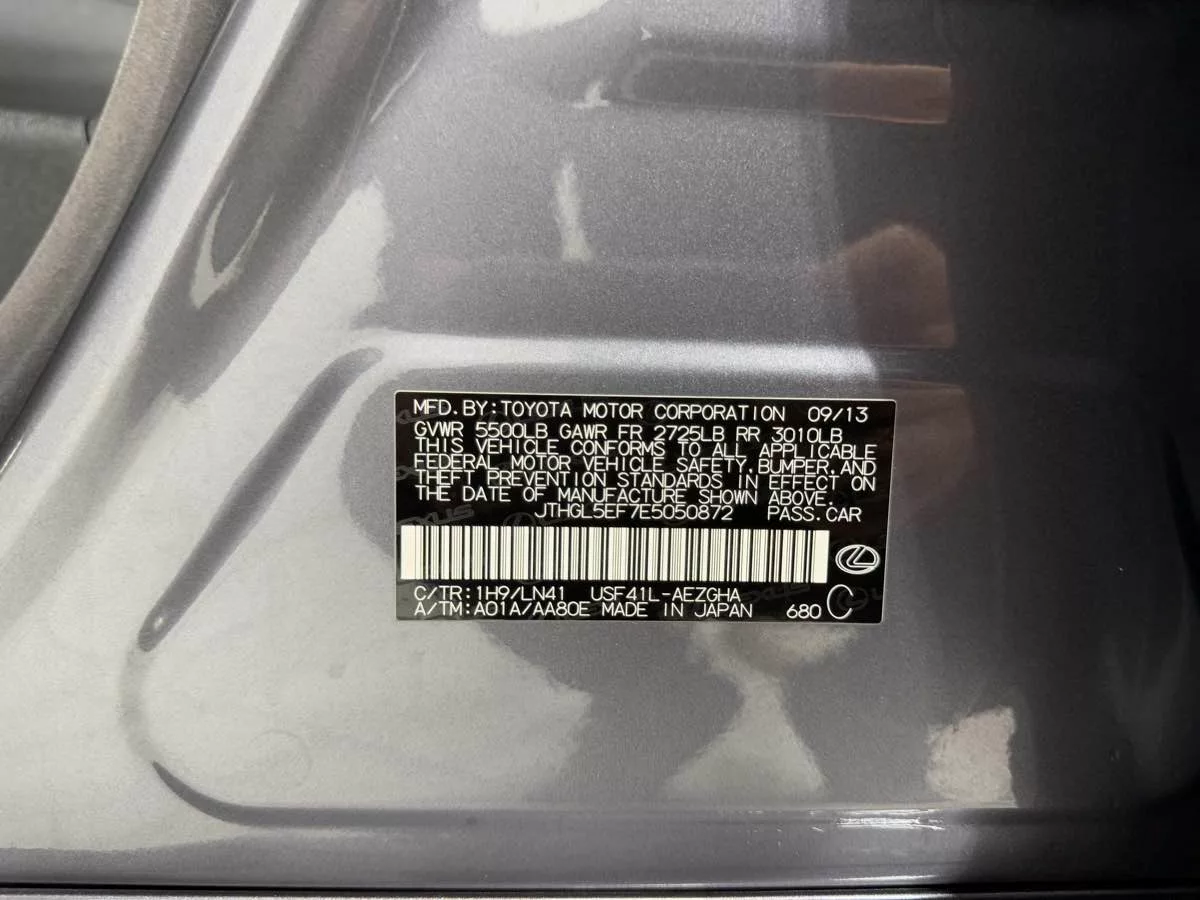 MFD.BY:TOYOTA MOTOR CORPORATION 09/13
GVWR 5500LB GAWR FR 2725LB RR 3010LB
THIS VEHICLE CONFORMS TO ALL APPLICABLE
FEDERAL MOTOR VEHICLE SAFETY,BUMPER,AND
THEFT PREVENTION STANDARDS IN EFFECT ON
THE DATE OF MANUFACTURE SHOWN ABOVE.
JTHGL5EF7E5050872 PASS.CAR
C/TR:1H9/LN41 USF41L-AEZGHA
A/TM:A01A/AA80E MADE IN JAPAN 680 C